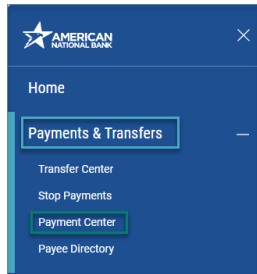 AMERICAN
NATIONAL BANK
Home
Payments & Transfers
Transfer Center
Stop Payments
Payment Center
Payee Directory